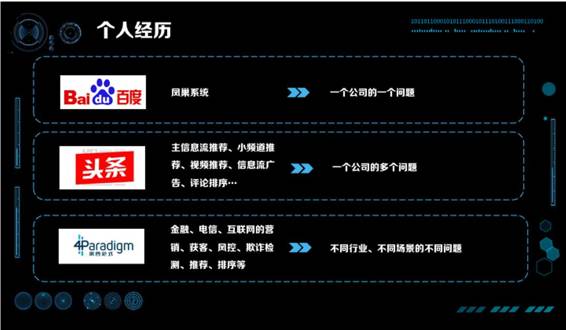 个人经历
1011011000101011100010111010011100011010​0
Bai du 百度
凤巢系统
一个公司的一个问题
头条
主信息流推荐、小频道推
荐、视频推荐、信息流广
告、评论排序…
一个公司的多个问题
4Paradigm
第四范式
金融、电信、互联网的营
销、获客、风控、欺诈检
测、推荐、排序等
不同行业、不同场景的不同问题